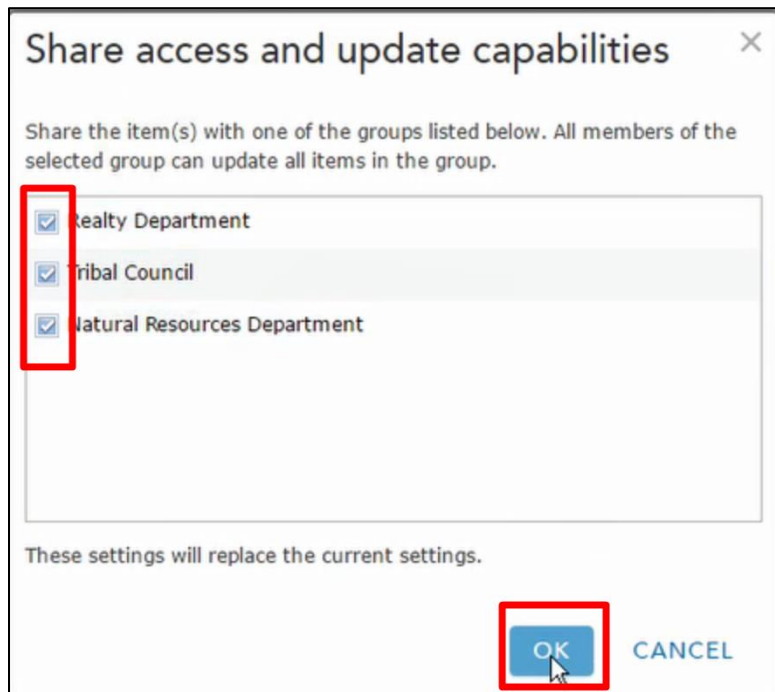 Share access and update capabilities
Share the item(s) with one of the groups listed below. All members of the
selected group can update all items in the group.
Realty Department
Tribal Council
Natural Resources Department
These settings will replace the current settings.
OK CANCEL